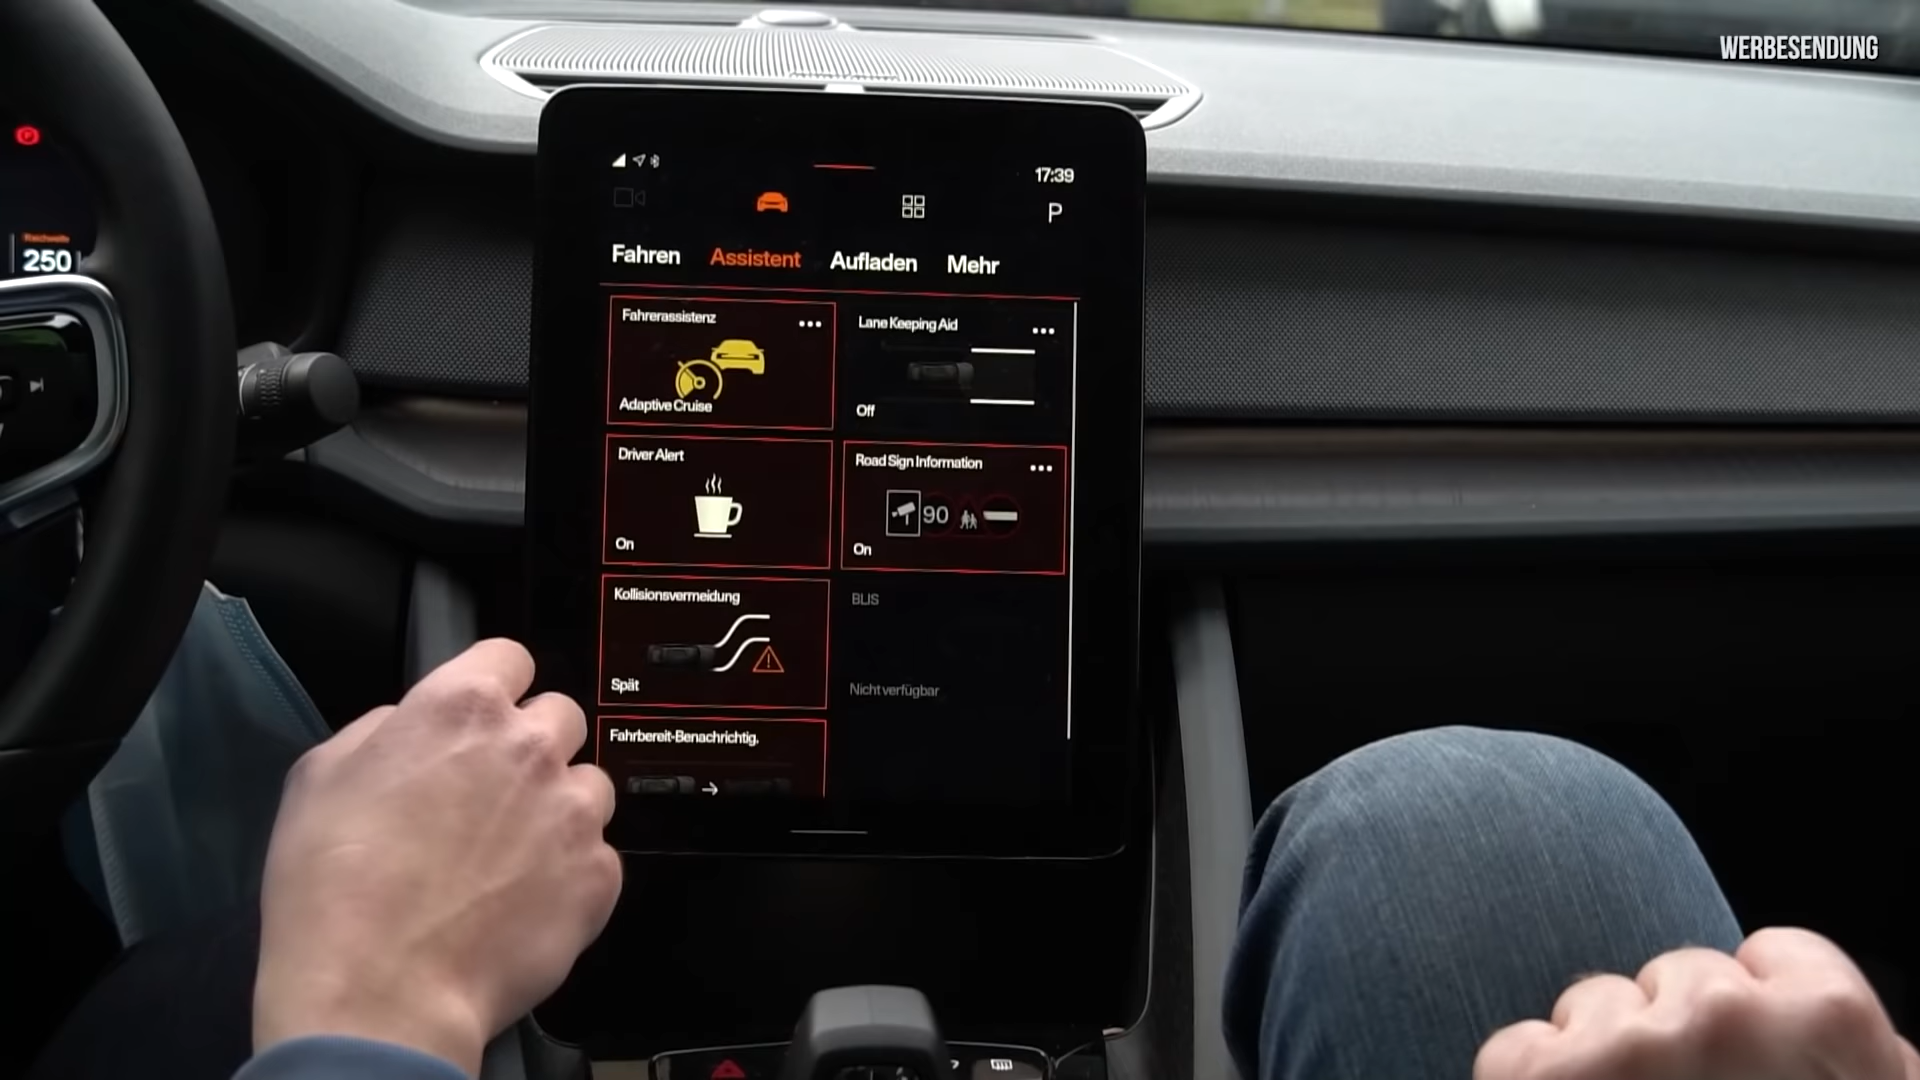 WERBESENDUNG
17:39
P
Reichweite
250
Fahren Assistent Aufladen Mehr
Fahrerassistenz
Adaptive Cruise
Lane Keeping Aid
Off
Driver Alert
On
Road Sign Information
90
On
Kollisionsvermeidung
Spät
BLIS
Nicht verfügbar
Fahrbereit-Benachrichtig.